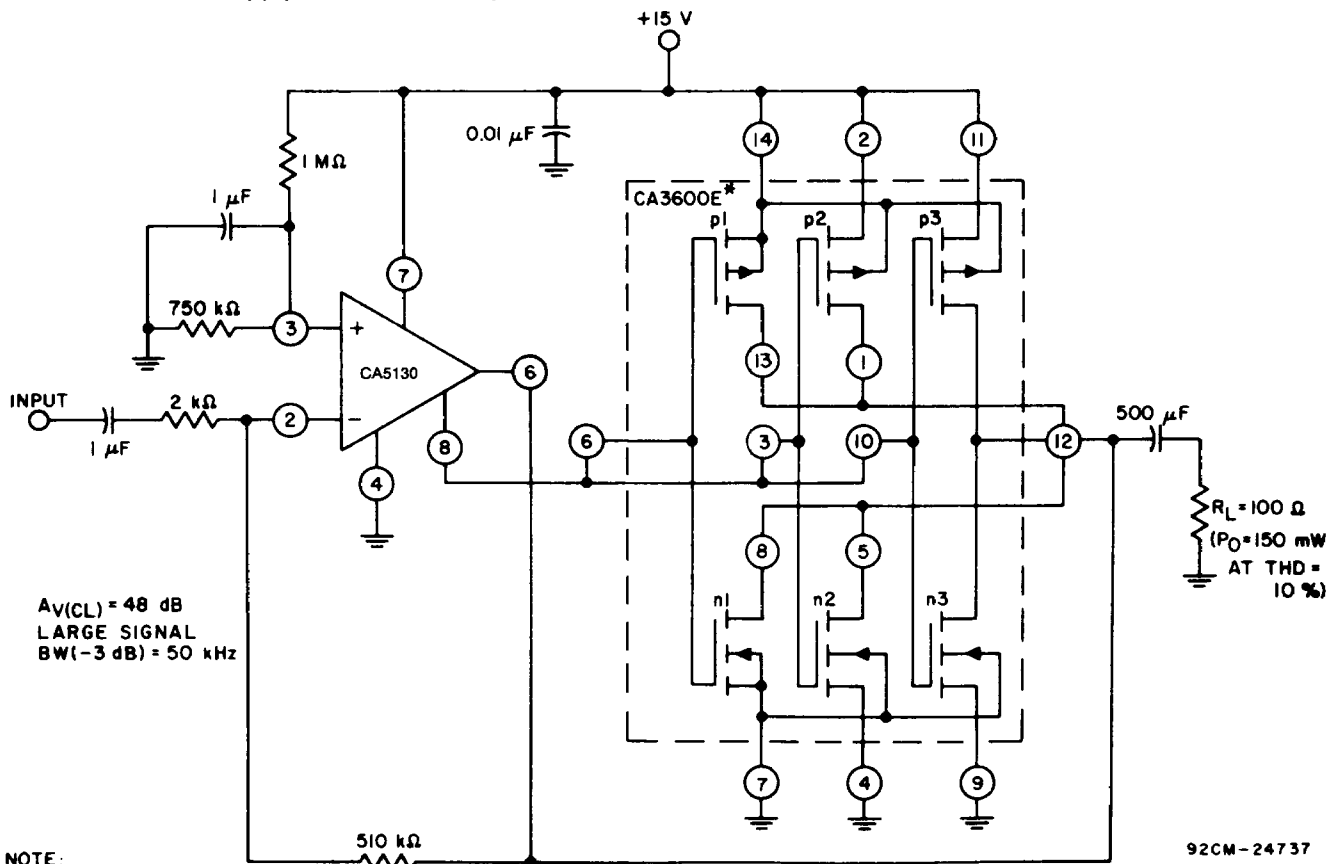 +15 V
14
2
11
0.01 µF
1 MΩ
CA3600E*
1 µF
p1
p2
p3
7
750 kΩ
3
+
CA5130
6
13
1
INPUT
2 kΩ
2
−
500 µF
1 µF
8
6
3
10
12
4
R_L = 100 Ω
(P_O = 150 mW
AT THD =
10 %)
8
5
n1
n2
n3
A_V(CL) = 48 dB
LARGE SIGNAL
BW(-3 dB) = 50 kHz
7
4
9
510 kΩ
NOTE:
92CM-24737